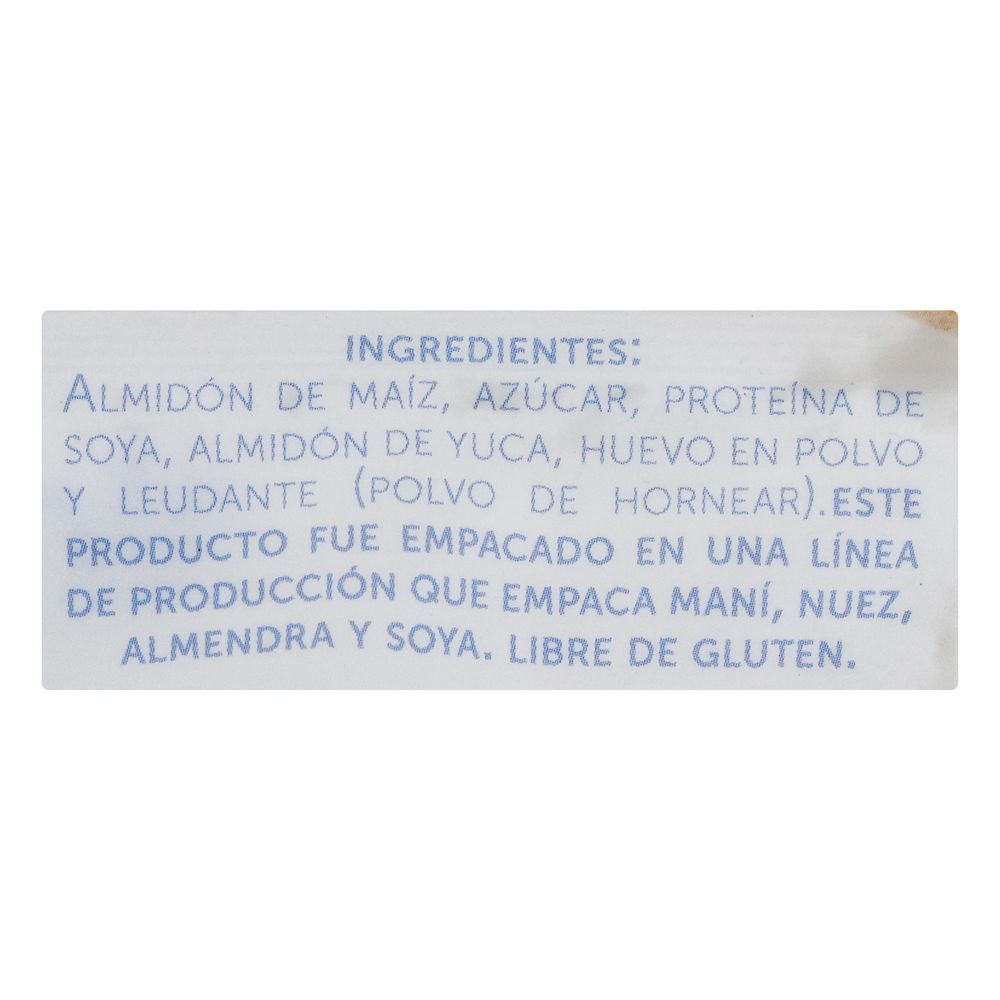 INGREDIENTES:
ALMIDÓN DE MAÍZ, AZÚCAR, PROTEÍNA DE
SOYA, ALMIDÓN DE YUCA, HUEVO EN POLVO
Y LEUDANTE (POLVO DE HORNEAR). ESTE
PRODUCTO FUE EMPACADO EN UNA LÍNEA
DE PRODUCCIÓN QUE EMPACA MANÍ, NUEZ,
ALMENDRA Y SOYA. LIBRE DE GLUTEN.